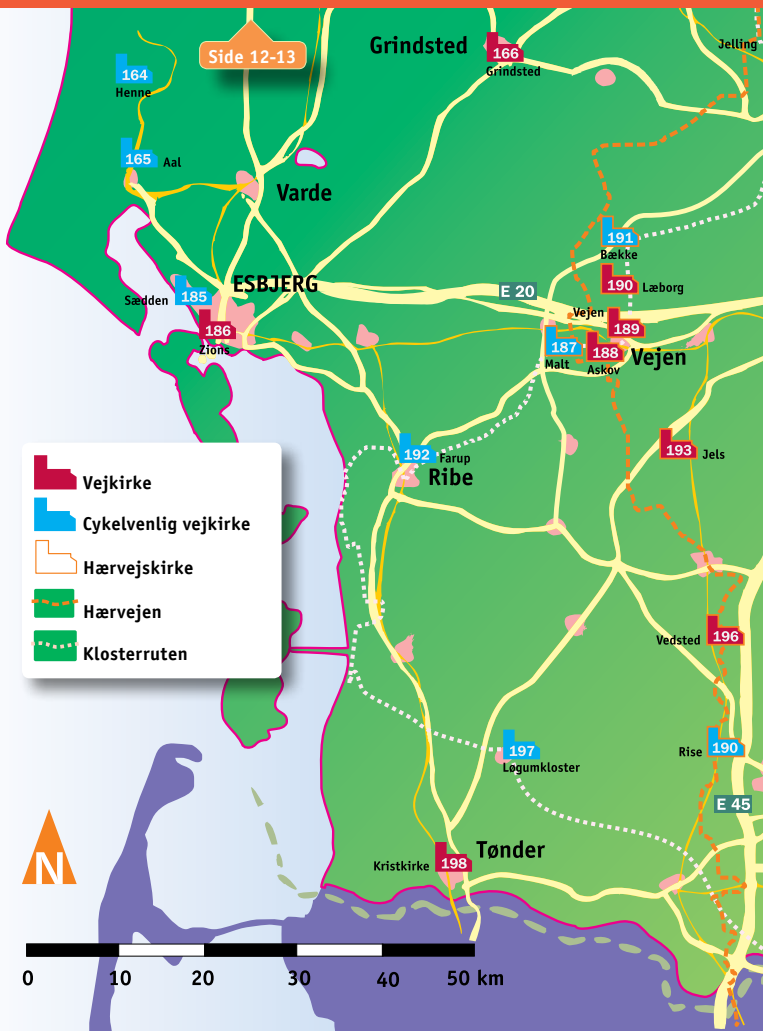 Grindsted
Side 12-13
166
Grindsted
Jelling
164
Henne
165
Aal
Varde
191
Bække
190
Læborg
ESBJERG
E 20
Sædden
185
186
Zions
Vejen
189
187
Malt
188
Askov
Vejen
193
Jels
192
Farup
Ribe
Vejkirke
Cykelvenlig vejkirke
Hærvejskirke
Hærvejen
Klosterruten
Vedsted
196
Rise
190
197
Løgumkloster
E 45
Tønder
Kristkirke
198
N
0 10 20 30 40 50 km